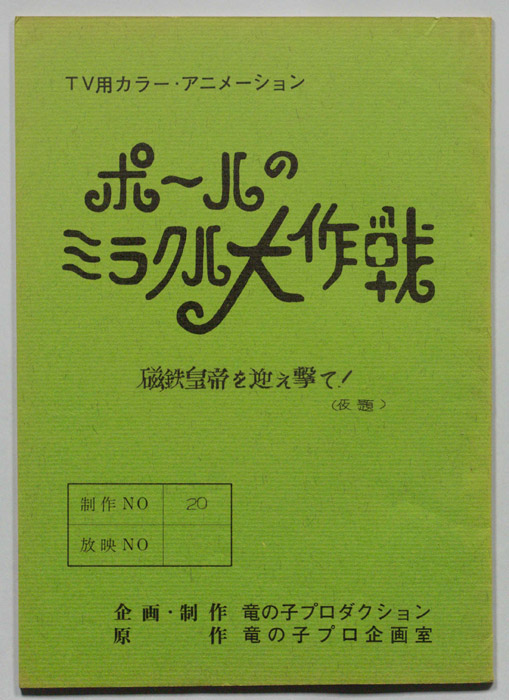 TV用カラー・アニメーション
ポールの
ミラクル大作戦
磁鉄皇帝を迎え撃て!
(仮題)
制作NO 20
放映NO
企画・制作 竜の子プロダクション
原作 竜の子プロ企画室